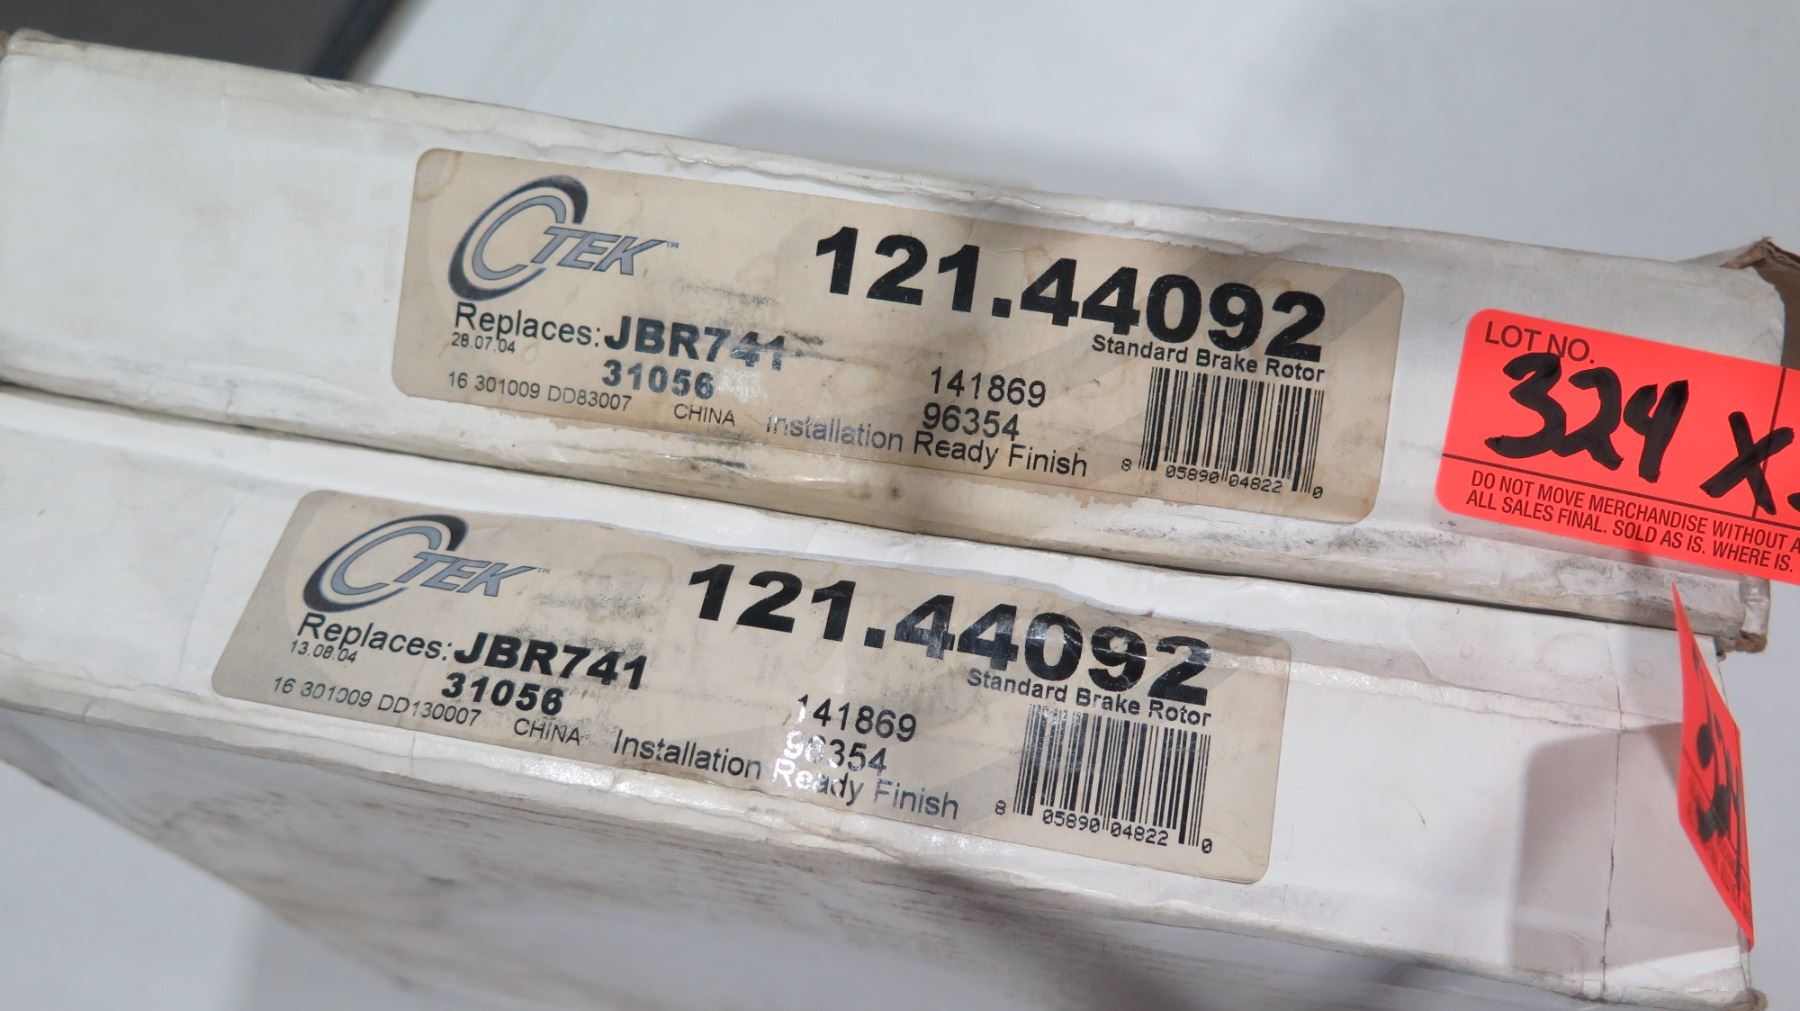 CTEK™
121.44092
Standard Brake Rotor
Replaces: JBR741
28.07.04
31056
16 301009 DD83007
CHINA
141869
96354
Installation Ready Finish
8 05890 04822 0
LOT NO.
324 X
DO NOT MOVE MERCHANDISE WITHOUT
ALL SALES FINAL. SOLD AS IS. WHERE IS.
CTEK™
121.44092
Standard Brake Rotor
Replaces: JBR741
13.08.04
31056
16 301009 DD130007
CHINA
141869
96354
Installation Ready Finish
8 05890 04822 0